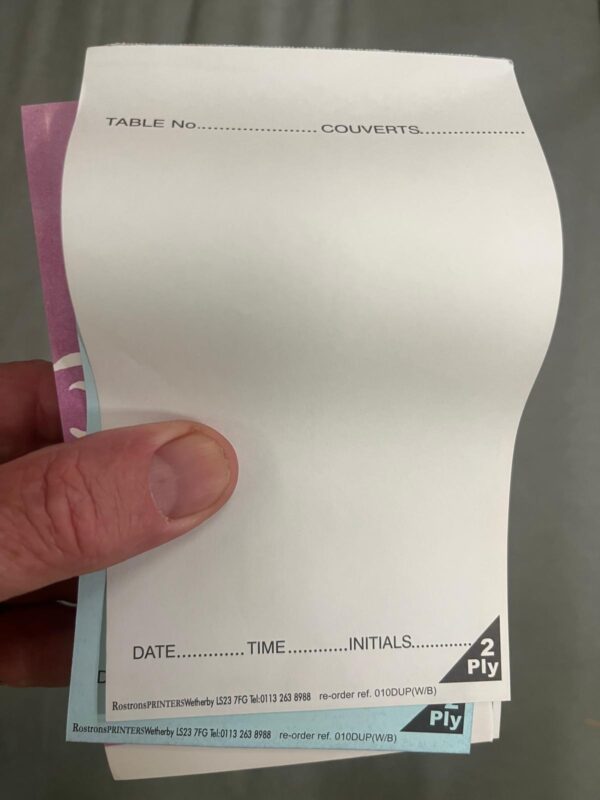 TABLE No..................... COUVERTS...................
DATE............ TIME ............INITIALS............
2
Ply
RostronsPRINTERSWetherby LS23 7FG Tel:0113 263 8988 re-order ref. 010DUP(W/B)
D
2
Ply
RostronsPRINTERSWetherby LS23 7FG Tel:0113 263 8988 re-order ref. 010DUP(W/B)